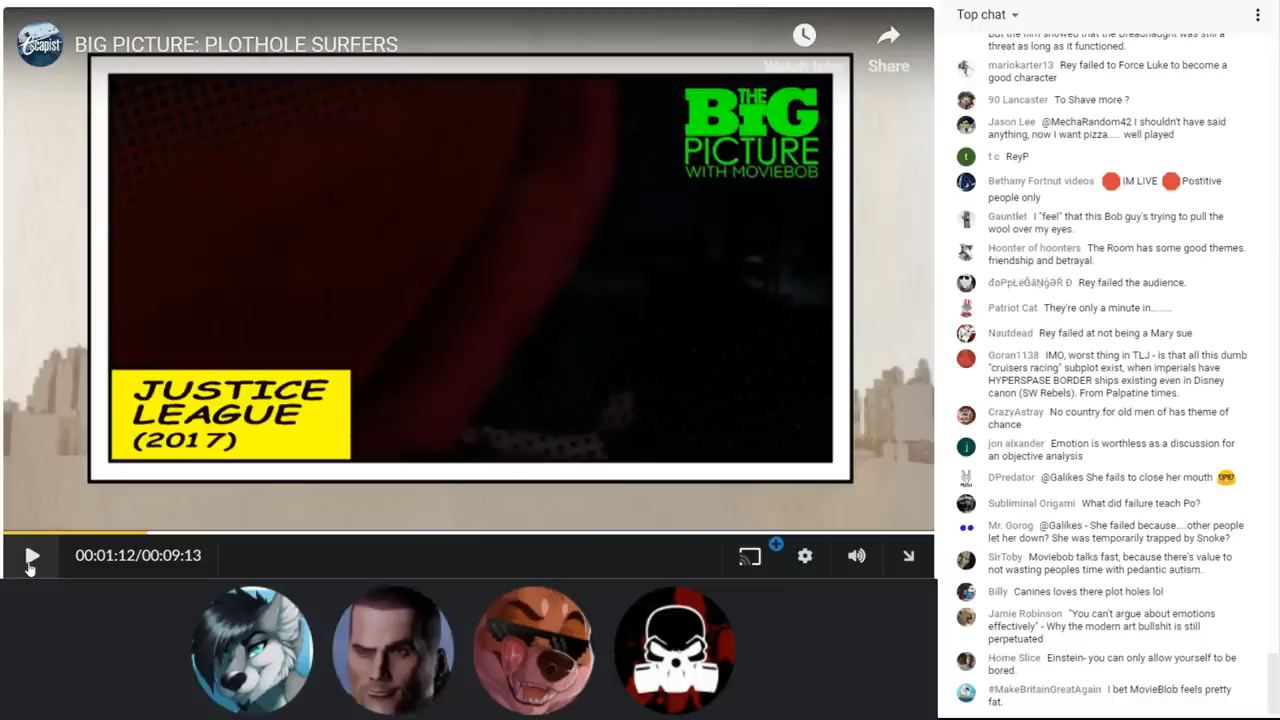 Escapist
BIG PICTURE: PLOTHOLE SURFERS
Watch later
Share
THE
BIG
PICTURE
WITH MOVIEBOB
JUSTICE
LEAGUE
(2017)
00:01:12/00:09:13
Top chat
But the film showed that the Dreadnaught was still a
threat as long as it functioned.
mariokarter13 Rey failed to Force Luke to become a
good character
90 Lancaster To Shave more ?
Jason Lee @MechaRandom42 I shouldn't have said
anything, now I want pizza..... well played
t c ReyP
Bethany Fortnut videos 🛑IM LIVE 🛑Postitive
people only
Gauntlet I "feel" that this Bob guy's trying to pull the
wool over my eyes.
Hoonter of hoonters The Room has some good themes.
friendship and betrayal.
Rey failed the audience.
Patriot Cat They're only a minute in........
Nautdead Rey failed at not being a Mary sue
Goran1138 IMO, worst thing in TLJ - is that all this dumb
"cruisers racing" subplot exist, when imperials have
HYPERSPASE BORDER ships existing even in Disney
canon (SW Rebels). From Palpatine times.
CrazyAstray No country for old men of has theme of
chance
jon alxander Emotion is worthless as a discussion for
an objective analysis
DPredator @Galikes She fails to close her mouth 🤓
Subliminal Origami What did failure teach Po?
Mr. Gorog @Galikes - She failed because....other people
let her down? She was temporarily trapped by Snoke?
SirToby Moviebob talks fast, because there's value to
not wasting peoples time with pedantic autism.
Billy Canines loves there plot holes lol
Jamie Robinson "You can't argue about emotions
effectively" - Why the modern art bullshit is still
perpetuated
Home Slice Einstein- you can only allow yourself to be
bored.
#MakeBritainGreatAgain I bet MovieBlob feels pretty
fat.